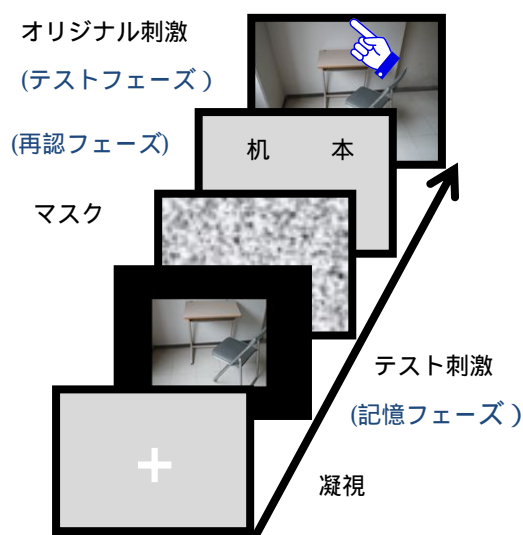 オリジナル刺激
(テストフェーズ )
(再認フェーズ)
机 本
マスク
テスト刺激
(記憶フェーズ )
凝視